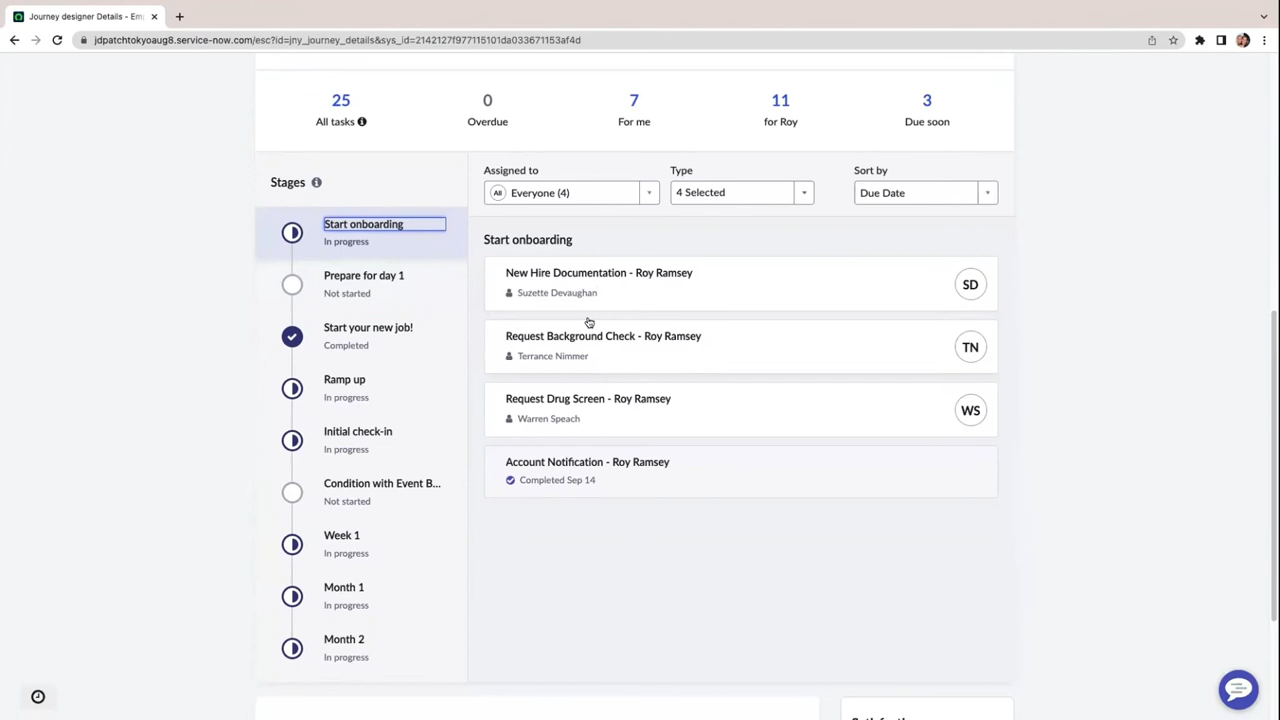 Journey designer Details - Em
jdpatchtokyoaug8.service-now.com/esc?id=jny_journey_details&sys_id=2142127f977115101da033671153af4d
25
All tasks
0
Overdue
7
For me
11
for Roy
3
Due soon
Stages
Assigned to
All Everyone (4)
Type
4 Selected
Sort by
Due Date
Start onboarding
In progress
Prepare for day 1
Not started
Start your new job!
Completed
Ramp up
In progress
Initial check-in
In progress
Condition with Event B...
Not started
Week 1
In progress
Month 1
In progress
Month 2
In progress
Start onboarding
New Hire Documentation - Roy Ramsey
Suzette Devaughan
SD
Request Background Check - Roy Ramsey
Terrance Nimmer
TN
Request Drug Screen - Roy Ramsey
Warren Speach
WS
Account Notification - Roy Ramsey
Completed Sep 14